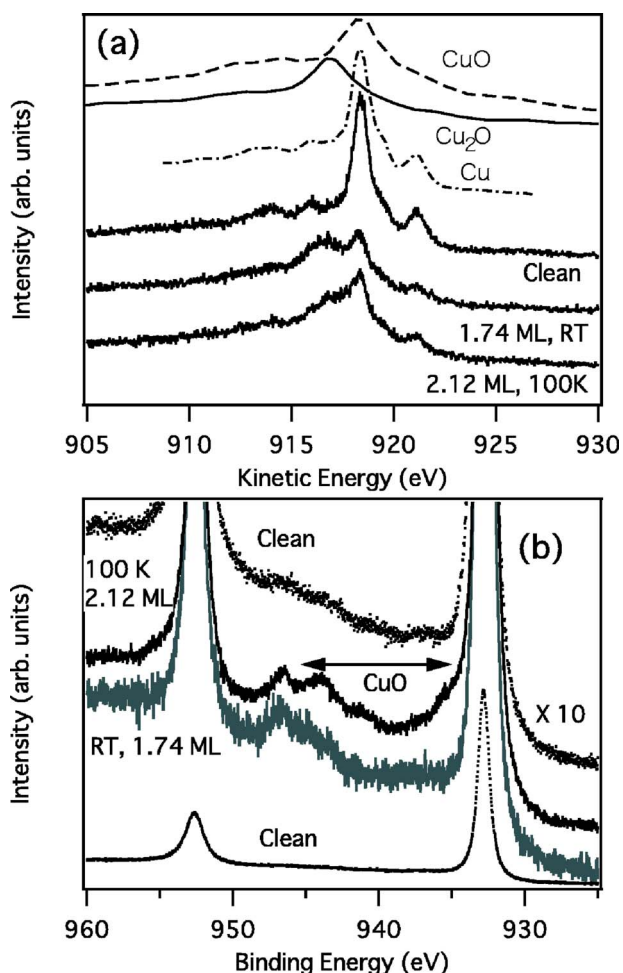 (a)
CuO
Cu₂O
Cu
Clean
1.74 ML, RT
2.12 ML, 100K
Intensity (arb. units)
905 910 915 920 925 930
Kinetic Energy (eV)
(b)
Clean
100 K
2.12 ML
CuO
X 10
RT, 1.74 ML
Clean
Intensity (arb. units)
960 950 940 930
Binding Energy (eV)